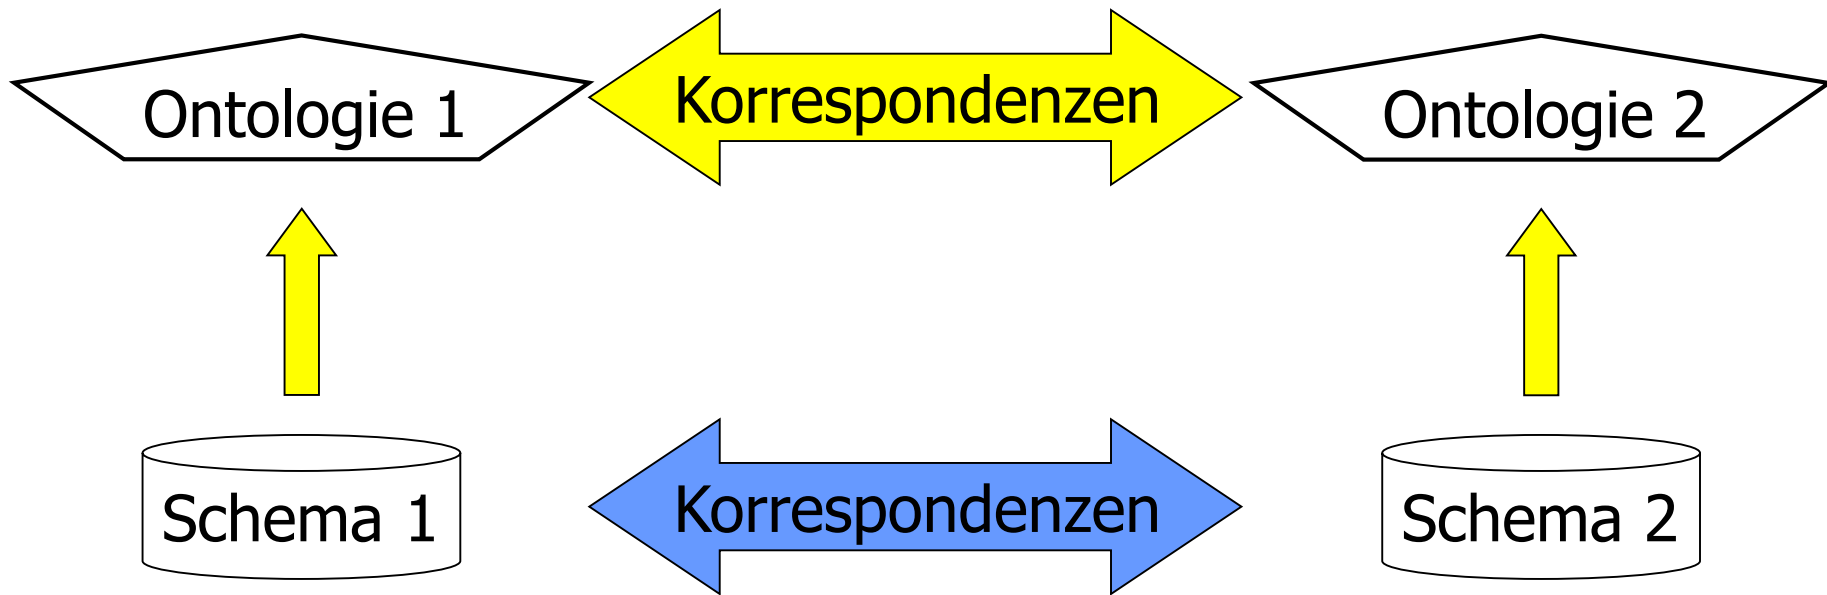 Ontologie 1
Korrespondenzen
Ontologie 2
Schema 1
Korrespondenzen
Schema 2